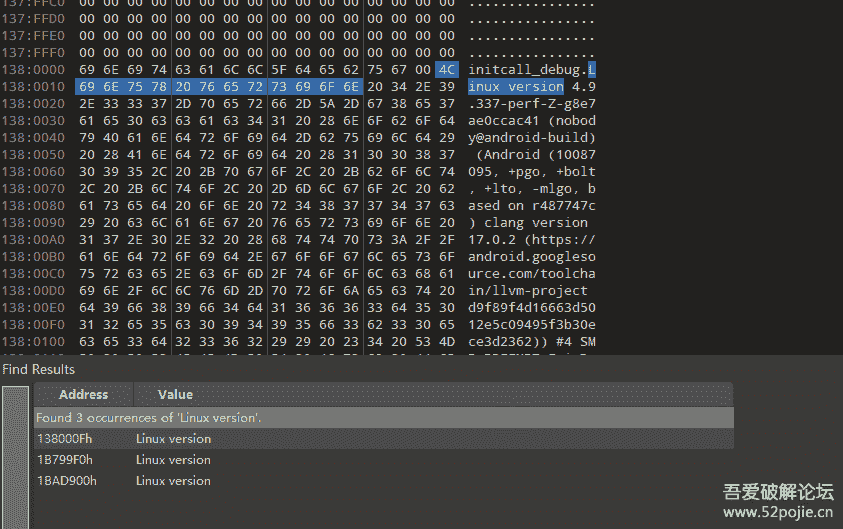 137:FFC0 00 00 00 00 00 00 00 00 00 00 00 00 00 00 00 00 ................
137:FFD0 00 00 00 00 00 00 00 00 00 00 00 00 00 00 00 00 ................
137:FFE0 00 00 00 00 00 00 00 00 00 00 00 00 00 00 00 00 ................
137:FFF0 00 00 00 00 00 00 00 00 00 00 00 00 00 00 00 00 ................
138:0000 69 6E 69 74 63 61 6C 6C 5F 64 65 62 75 67 00 4C initcall_debug.L
138:0010 69 6E 75 78 20 76 65 72 73 69 6F 6E 20 34 2E 39 inux version 4.9
138:0020 2E 33 33 37 2D 70 65 72 66 2D 5A 2D 67 38 65 37 .337-perf-Z-g8e7
138:0030 61 65 30 63 63 61 63 34 31 20 28 6E 6F 62 6F 64 ae0ccac41 (nobod
138:0040 79 40 61 6E 64 72 6F 69 64 2D 62 75 69 6C 64 29 y@android-build)
138:0050 20 28 41 6E 64 72 6F 69 64 20 28 31 30 30 38 37 (Android (10087
138:0060 30 39 35 2C 20 2B 70 67 6F 2C 20 2B 62 6F 6C 74 095, +pgo, +bolt
138:0070 2C 20 2B 6C 74 6F 2C 20 2D 6D 6C 67 6F 2C 20 62 , +lto, -mlgo, b
138:0080 61 73 65 64 20 6F 6E 20 72 34 38 37 37 34 37 63 ased on r487747c
138:0090 29 20 63 6C 61 6E 67 20 76 65 72 73 69 6F 6E 20 ) clang version
138:00A0 31 37 2E 30 2E 32 20 28 68 74 74 70 73 3A 2F 2F 17.0.2 (https://
138:00B0 61 6E 64 72 6F 69 64 2E 67 6F 6F 67 6C 65 73 6F android.googleso
138:00C0 75 72 63 65 2E 63 6F 6D 2F 74 6F 6F 6C 63 68 61 urce.com/toolcha
138:00D0 69 6E 2F 6C 6C 76 6D 2D 70 72 6F 6A 65 63 74 20 in/llvm-project
138:00E0 64 39 66 38 39 66 34 64 31 36 36 36 33 64 35 30 d9f89f4d16663d50
138:00F0 31 32 65 35 63 30 39 34 39 35 66 33 62 33 30 65 12e5c09495f3b30e
138:0100 63 65 33 64 32 33 36 32 29 29 20 23 34 20 53 4D ce3d2362)) #4 SM
Find Results
Address Value
Found 3 occurrences of 'Linux version'.
138000Fh Linux version
1B799F0h Linux version
1BAD900h Linux version
吾爱破解论坛
www.52pojie.cn